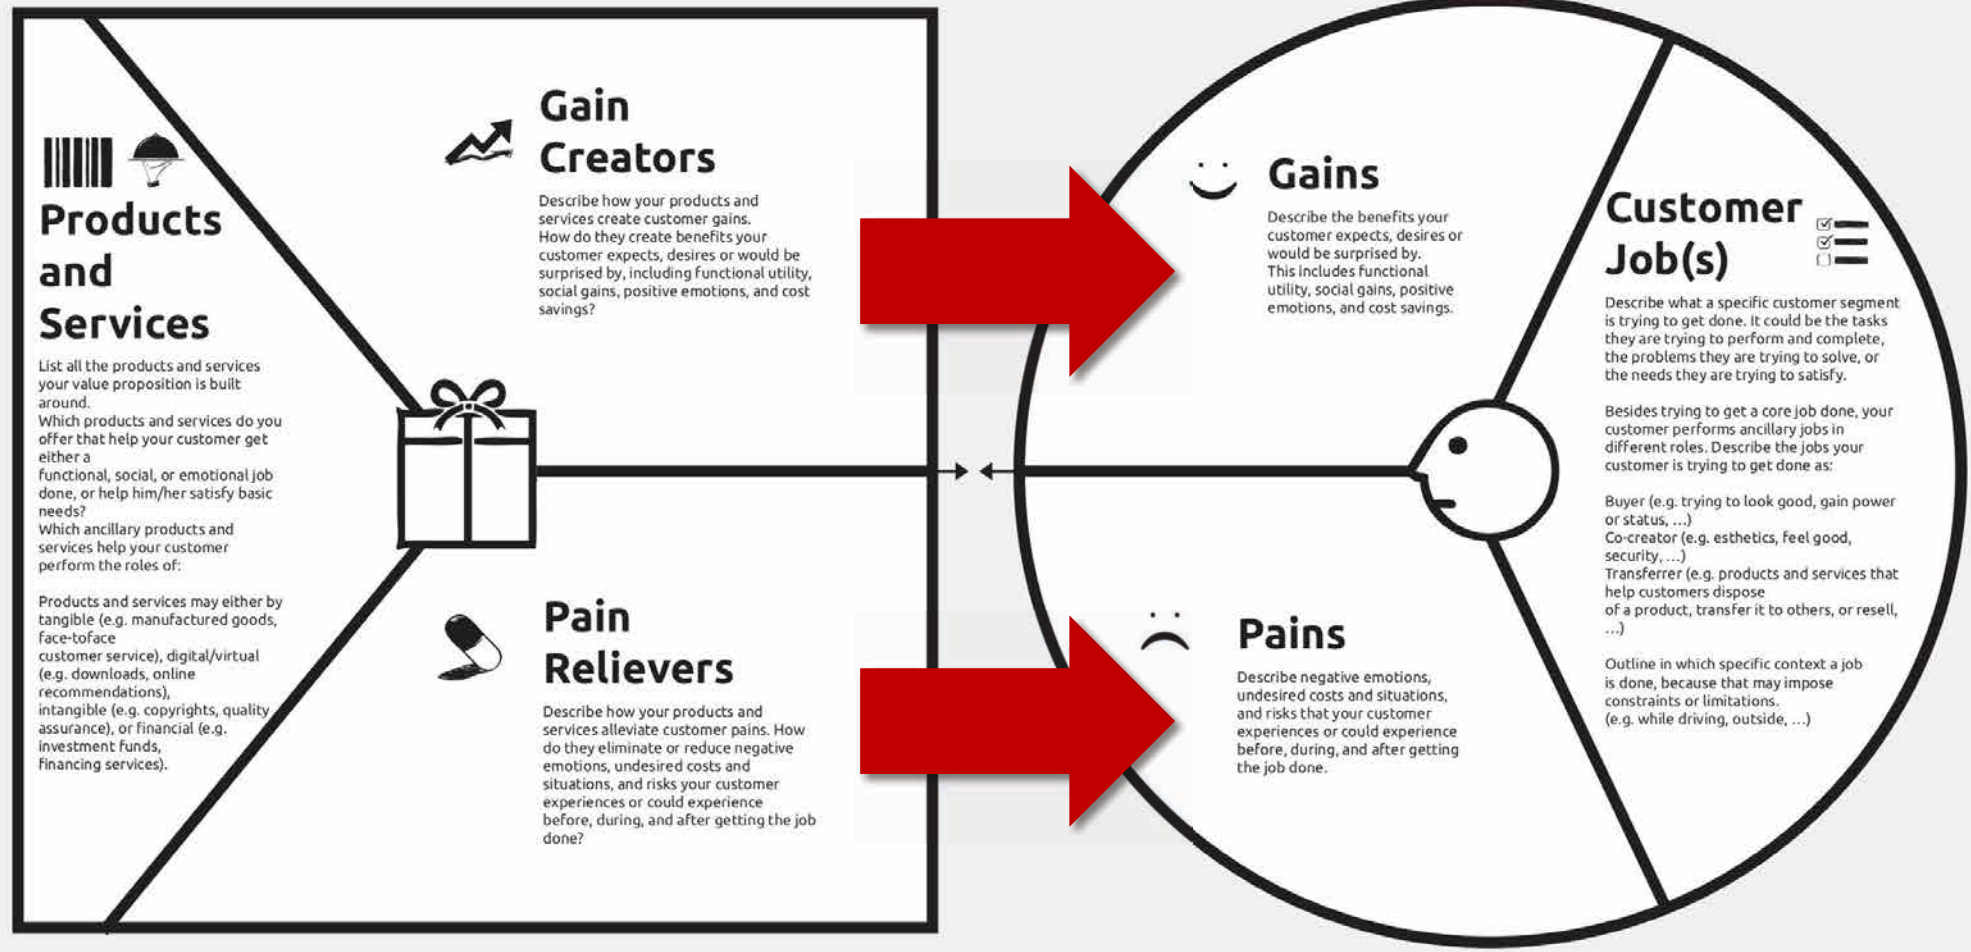 Products
and
Services
List all the products and services
your value proposition is built
around.
Which products and services do you
offer that help your customer get
either a
functional, social, or emotional job
done, or help him/her satisfy basic
needs?
Which ancillary products and
services help your customer
perform the roles of:
Products and services may either by
tangible (e.g. manufactured goods,
face-toface
customer service), digital/virtual
(e.g. downloads, online
recommendations),
intangible (e.g. copyrights, quality
assurance), or financial (e.g.
investment funds,
financing services).
Gain
Creators
Describe how your products and
services create customer gains.
How do they create benefits your
customer expects, desires or would be
surprised by, including functional utility,
social gains, positive emotions, and cost
savings?
Pain
Relievers
Describe how your products and
services alleviate customer pains. How
do they eliminate or reduce negative
emotions, undesired costs and
situations, and risks your customer
experiences or could experience
before, during, and after getting the job
done?
Gains
Describe the benefits your
customer expects, desires or
would be surprised by.
This includes functional
utility, social gains, positive
emotions, and cost savings.
Pains
Describe negative emotions,
undesired costs and situations,
and risks that your customer
experiences or could experience
before, during, and after getting
the job done.
Customer
Job(s)
Describe what a specific customer segment
is trying to get done. It could be the tasks
they are trying to perform and complete,
the problems they are trying to solve, or
the needs they are trying to satisfy.
Besides trying to get a core job done, your
customer performs ancillary jobs in
different roles. Describe the jobs your
customer is trying to get done as:
Buyer (e.g. trying to look good, gain power
or status, ...)
Co-creator (e.g. esthetics, feel good,
security, ...)
Transferrer (e.g. products and services that
help customers dispose
of a product, transfer it to others, or resell,
...)
Outline in which specific context a job
is done, because that may impose
constraints or limitations.
(e.g. while driving, outside, ...)